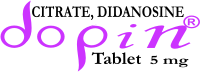 CITRATE, DIDANOSINE
dopin®
Tablet 5 mg